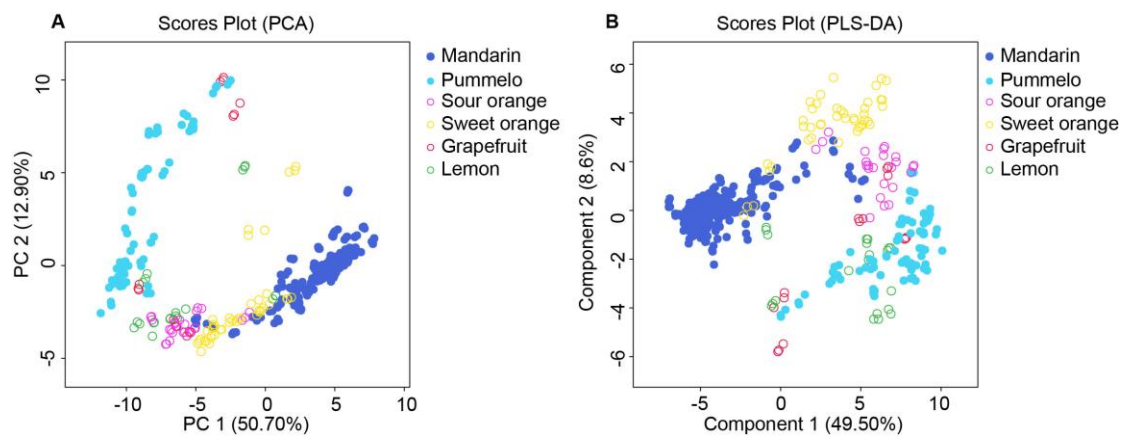 A
Scores Plot (PCA)
PC 2 (12.90%)
10
5
0
-5
-10
-5
0
5
10
PC 1 (50.70%)
Mandarin
Pummelo
Sour orange
Sweet orange
Grapefruit
Lemon
B
Scores Plot (PLS-DA)
Component 2 (8.6%)
6
4
2
0
-2
-4
-6
-5
0
5
10
Component 1 (49.50%)
Mandarin
Pummelo
Sour orange
Sweet orange
Grapefruit
Lemon